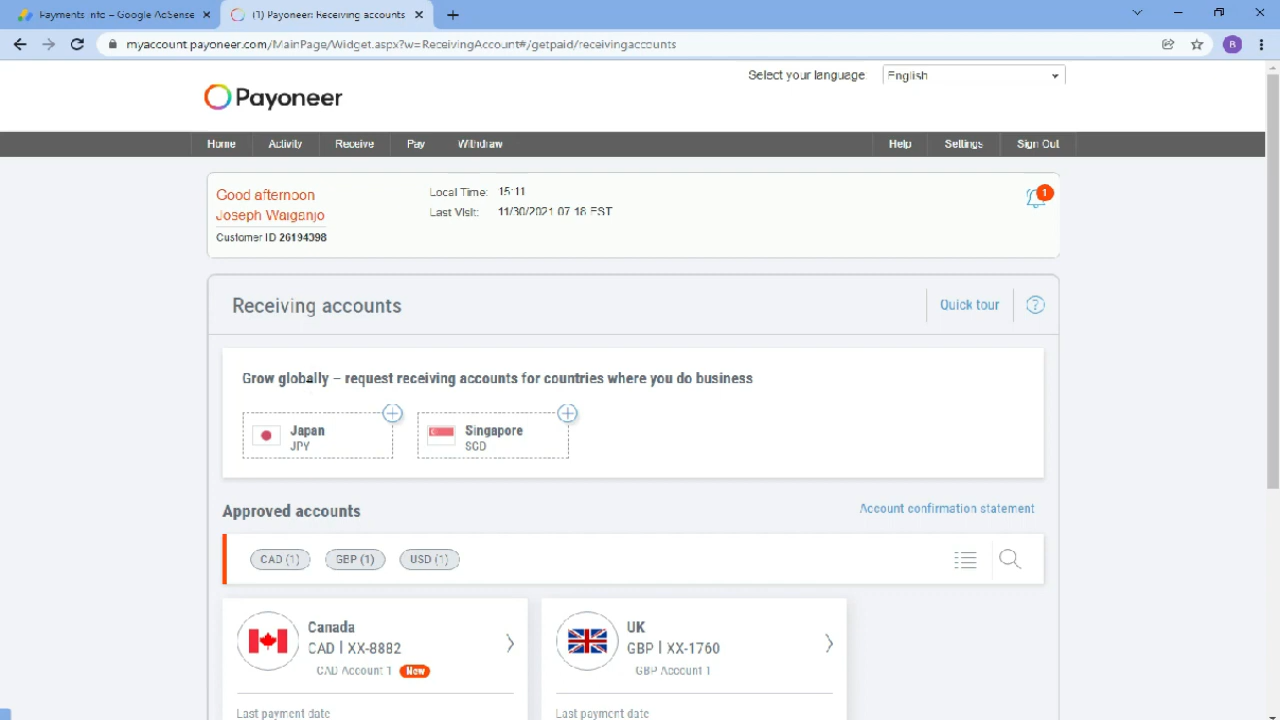 Payments info – Google AdSense
(1) Payoneer: Receiving accounts
myaccount.payoneer.com/MainPage/Widget.aspx?w=ReceivingAccount#/getpaid/receivingaccounts
B
Select your language
English
Payoneer
Home
Activity
Receive
Pay
Withdraw
Help
Settings
Sign Out
Good afternoon
Joseph Waiganjo
Customer ID 26194398
Local Time: 15:11
Last Visit: 11/30/2021 07:18 EST
1
Receiving accounts
Quick tour
?
Grow globally – request receiving accounts for countries where you do business
Japan
JPY
Singapore
SGD
Approved accounts
Account confirmation statement
CAD (1)
GBP (1)
USD (1)
Canada
CAD | XX-8882
CAD Account 1 New
Last payment date
UK
GBP | XX-1760
GBP Account 1
Last payment date